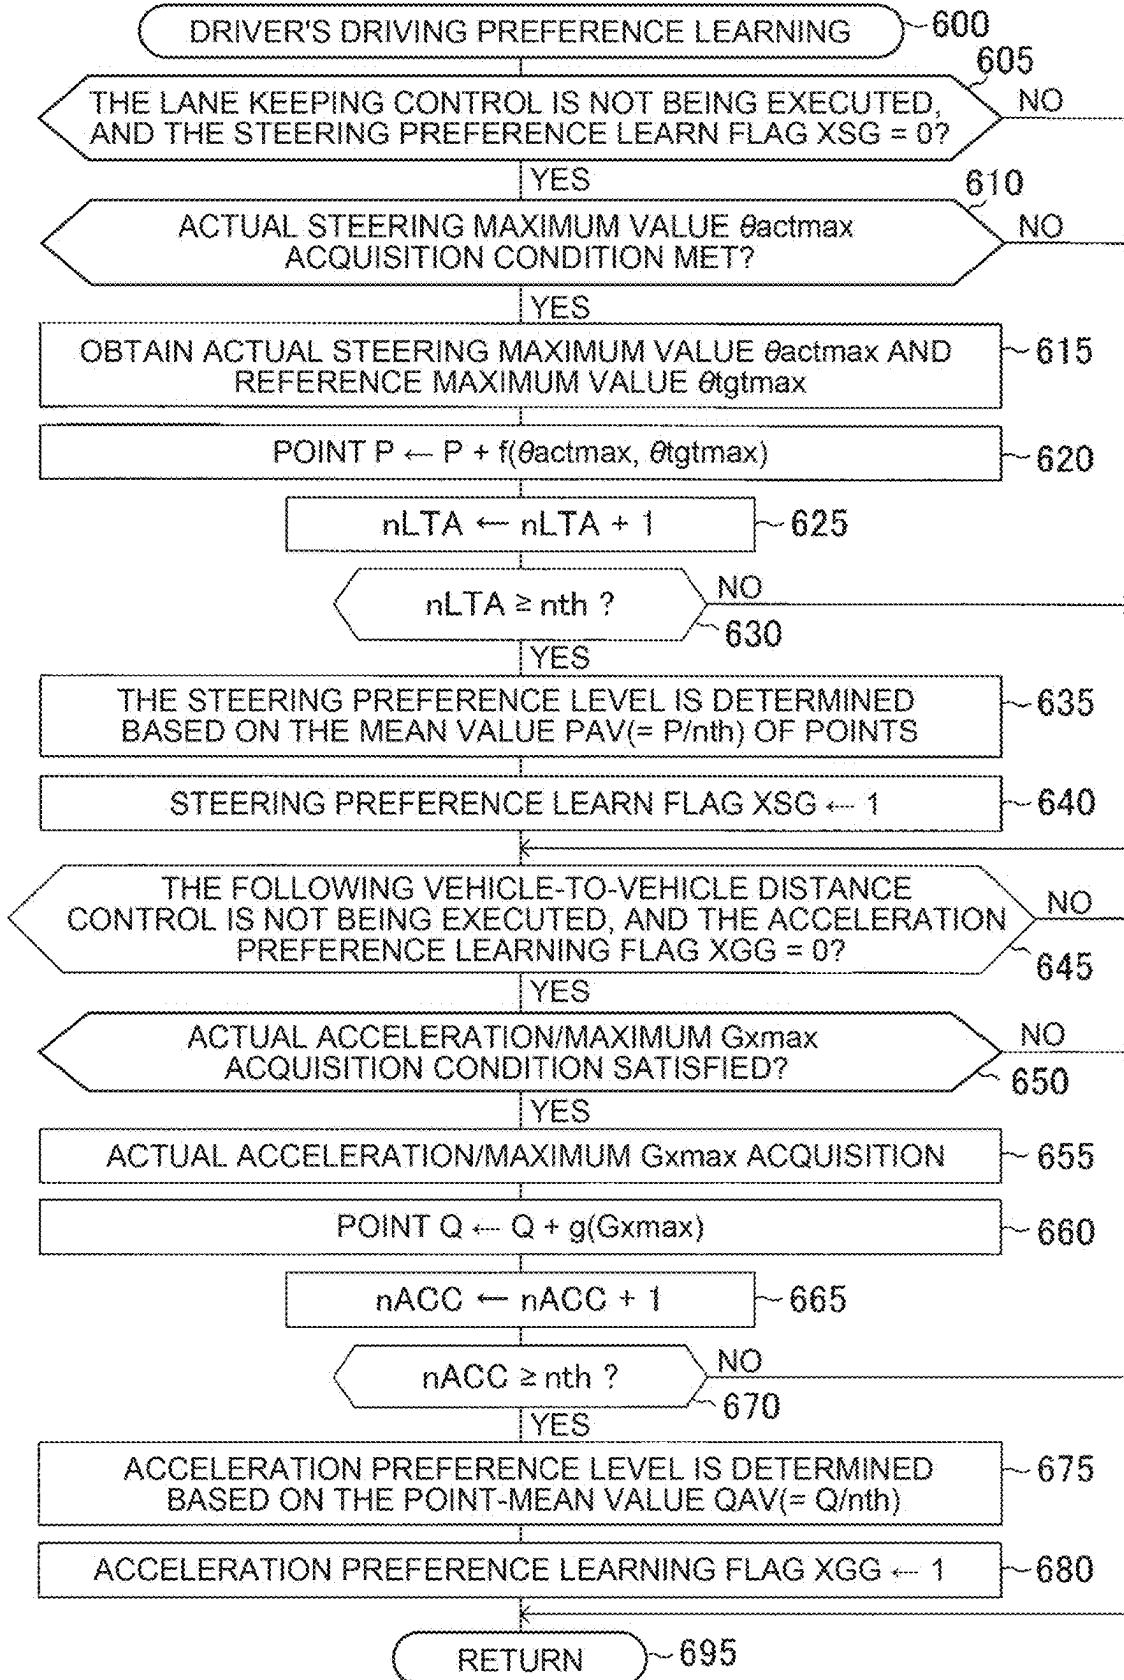 DRIVER'S DRIVING PREFERENCE LEARNING
600
605
THE LANE KEEPING CONTROL IS NOT BEING EXECUTED,
AND THE STEERING PREFERENCE LEARN FLAG XSG = 0?
NO
YES
610
ACTUAL STEERING MAXIMUM VALUE θactmax
ACQUISITION CONDITION MET?
NO
YES
OBTAIN ACTUAL STEERING MAXIMUM VALUE θactmax AND
REFERENCE MAXIMUM VALUE θtgtmax
615
POINT P ← P + f(θactmax, θtgtmax)
620
nLTA ← nLTA + 1
625
nLTA ≥ nth ?
NO
630
YES
THE STEERING PREFERENCE LEVEL IS DETERMINED
BASED ON THE MEAN VALUE PAV(= P/nth) OF POINTS
635
STEERING PREFERENCE LEARN FLAG XSG ← 1
640
THE FOLLOWING VEHICLE-TO-VEHICLE DISTANCE
CONTROL IS NOT BEING EXECUTED, AND THE ACCELERATION
PREFERENCE LEARNING FLAG XGG = 0?
NO
645
YES
ACTUAL ACCELERATION/MAXIMUM Gxmax
ACQUISITION CONDITION SATISFIED?
NO
650
YES
ACTUAL ACCELERATION/MAXIMUM Gxmax ACQUISITION
655
POINT Q ← Q + g(Gxmax)
660
nACC ← nACC + 1
665
nACC ≥ nth ?
NO
670
YES
ACCELERATION PREFERENCE LEVEL IS DETERMINED
BASED ON THE POINT-MEAN VALUE QAV(= Q/nth)
675
ACCELERATION PREFERENCE LEARNING FLAG XGG ← 1
680
RETURN
695